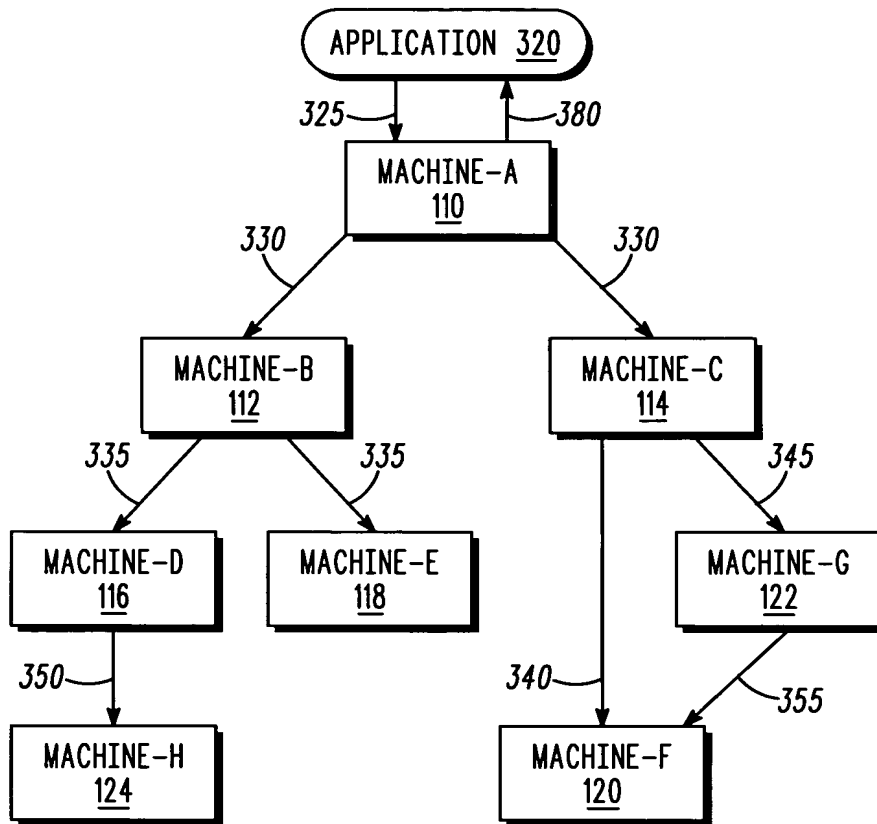 APPLICATION 320
325
380
MACHINE-A
110
330
330
MACHINE-B
112
MACHINE-C
114
335
335
345
MACHINE-D
116
MACHINE-E
118
MACHINE-G
122
350
340
355
MACHINE-H
124
MACHINE-F
120